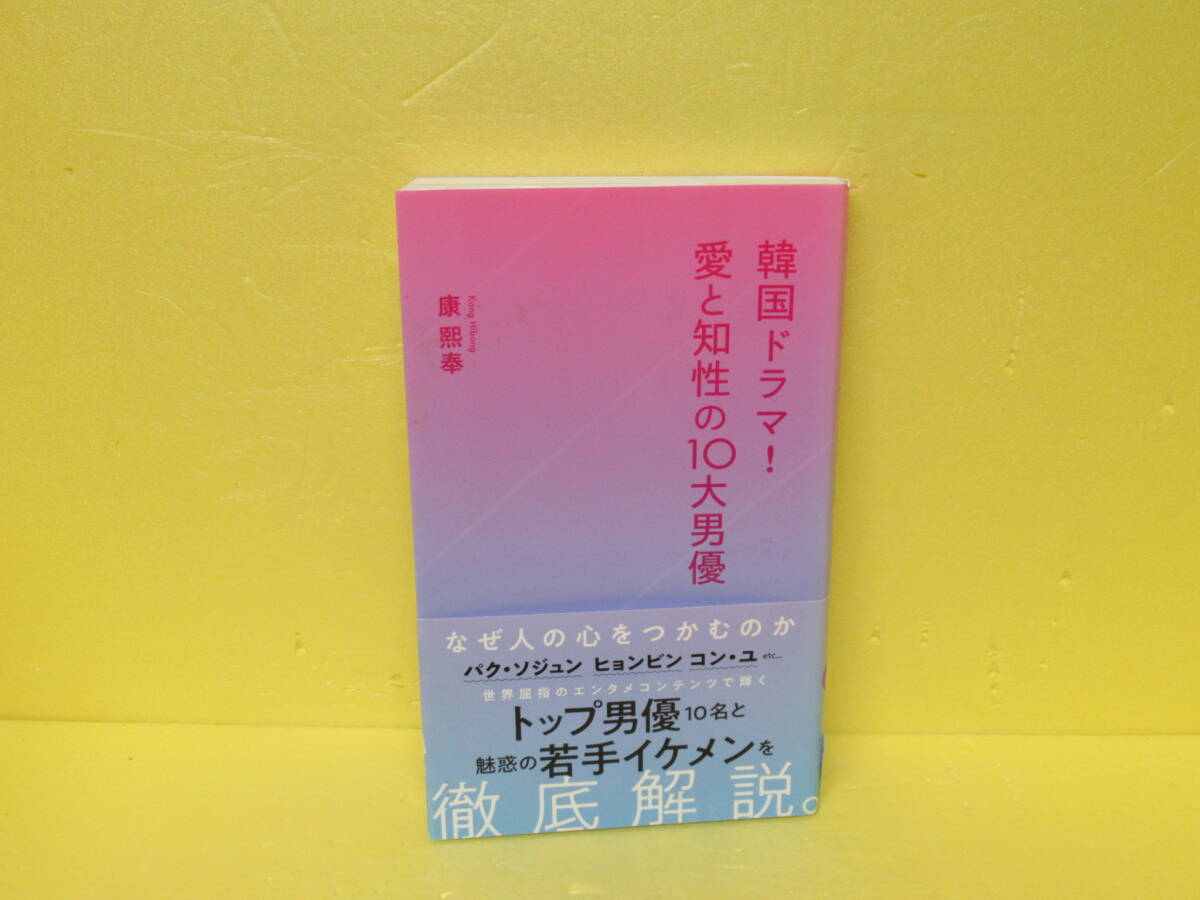 韓国ドラマ!
愛と知性の10大男優
康熙奉
Kang Hibong
なぜ人の心をつかむのか
パク・ソジュン ヒョンビン コン・ユ etc...
世界屈指のエンタメコンテンツで輝く
トップ男優10名と
魅惑の若手イケメンを
徹底解説。